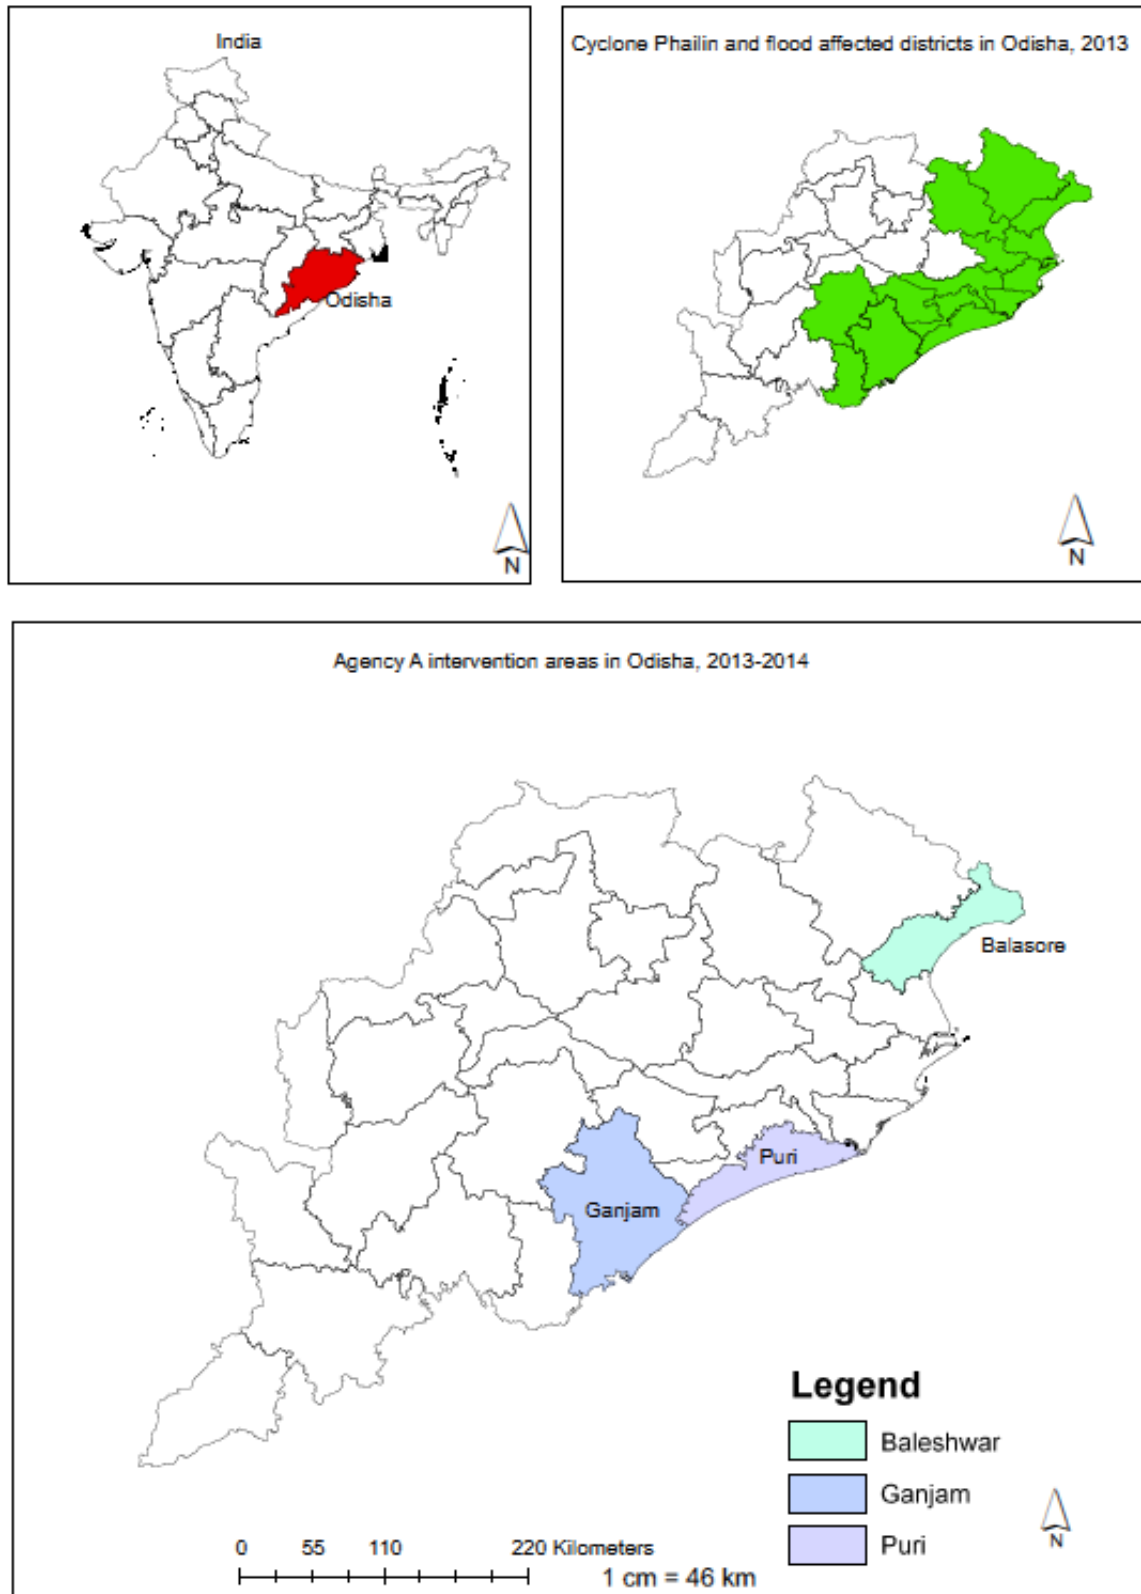 India
Odisha
N
Cyclone Phailin and flood affected districts in Odisha, 2013
N
Agency A intervention areas in Odisha, 2013-2014
Balasore
Puri
Ganjam
Legend
Baleshwar
Ganjam
Puri
N
0 55 110 220 Kilometers
1 cm = 46 km